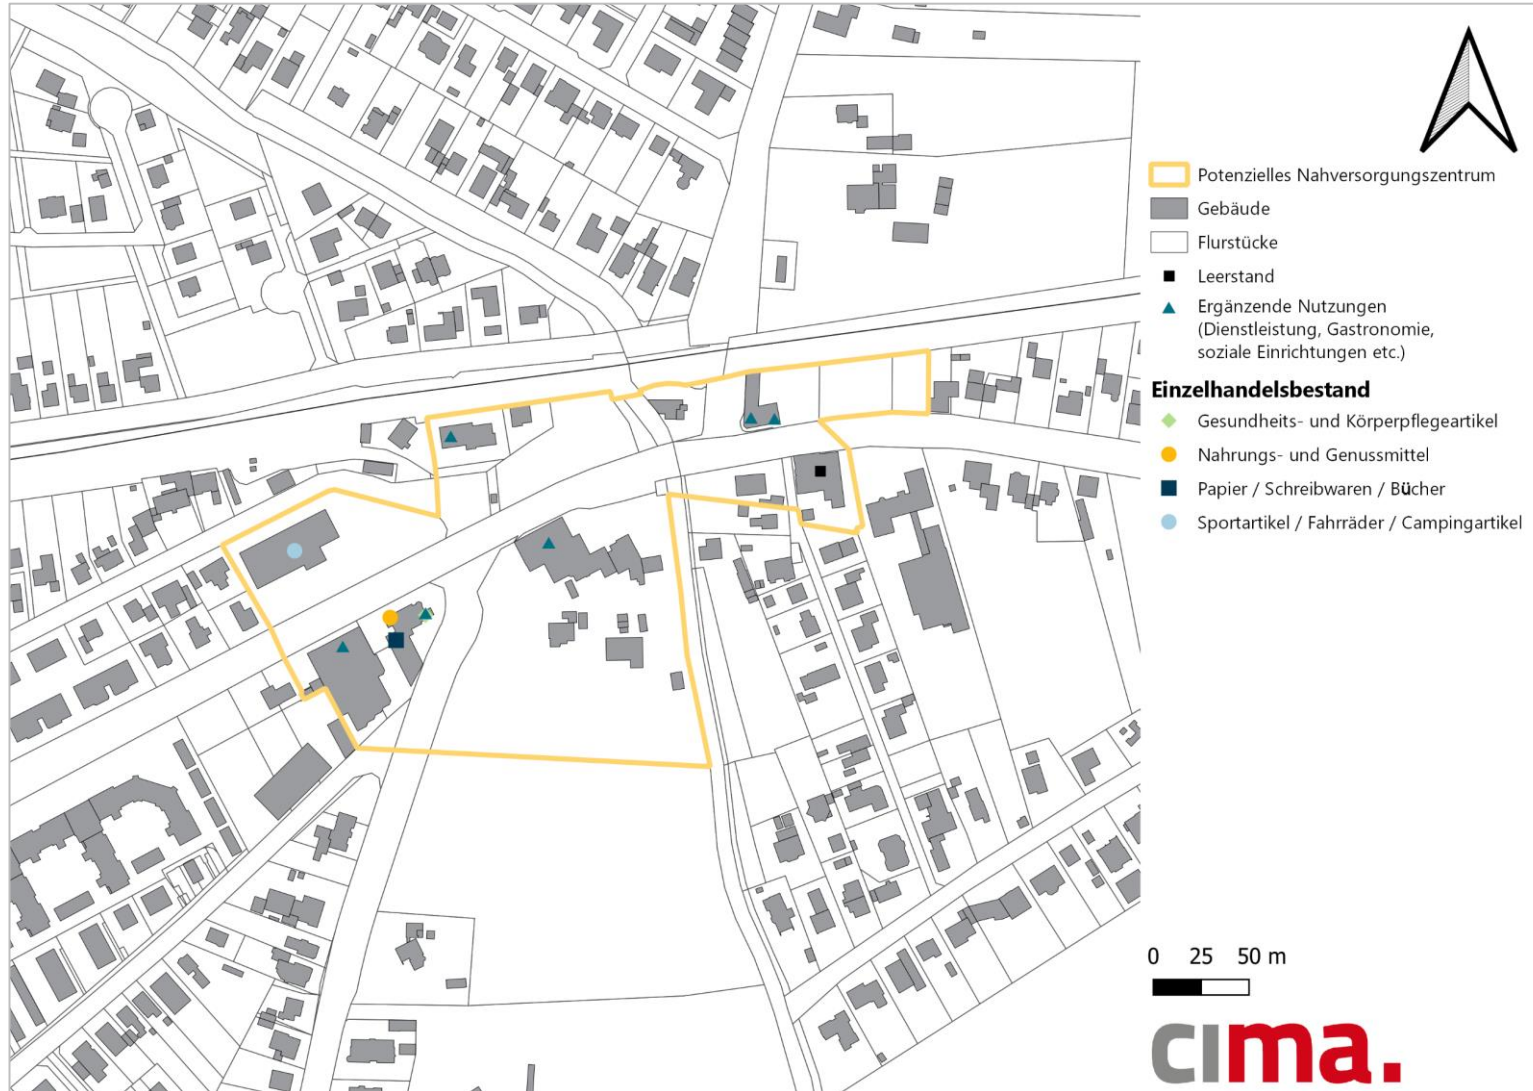 Potenzielles Nahversorgungszentrum
Gebäude
Flurstücke
Leerstand
Ergänzende Nutzungen
(Dienstleistung, Gastronomie,
soziale Einrichtungen etc.)
Einzelhandelsbestand
Gesundheits- und Körperpflegeartikel
Nahrungs- und Genussmittel
Papier / Schreibwaren / Bücher
Sportartikel / Fahrräder / Campingartikel
0 25 50 m
cima.